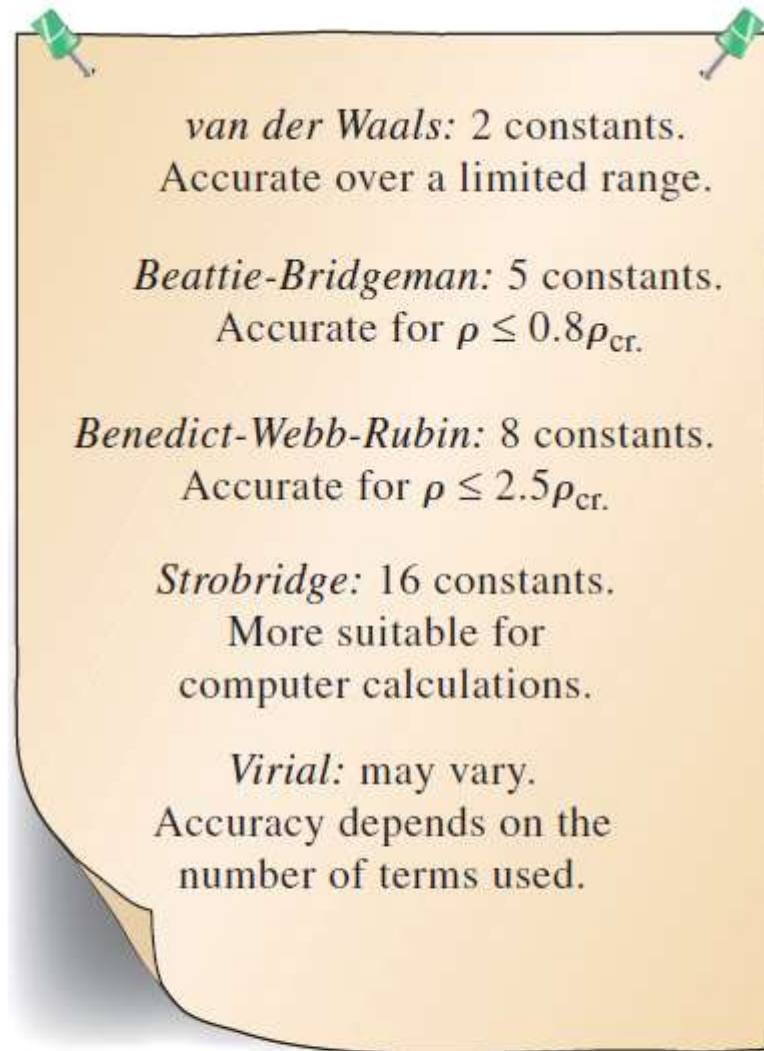 van der Waals: 2 constants.
Accurate over a limited range.
Beattie-Bridgeman: 5 constants.
Accurate for ρ ≤ 0.8ρcr.
Benedict-Webb-Rubin: 8 constants.
Accurate for ρ ≤ 2.5ρcr.
Strobridge: 16 constants.
More suitable for
computer calculations.
Virial: may vary.
Accuracy depends on the
number of terms used.